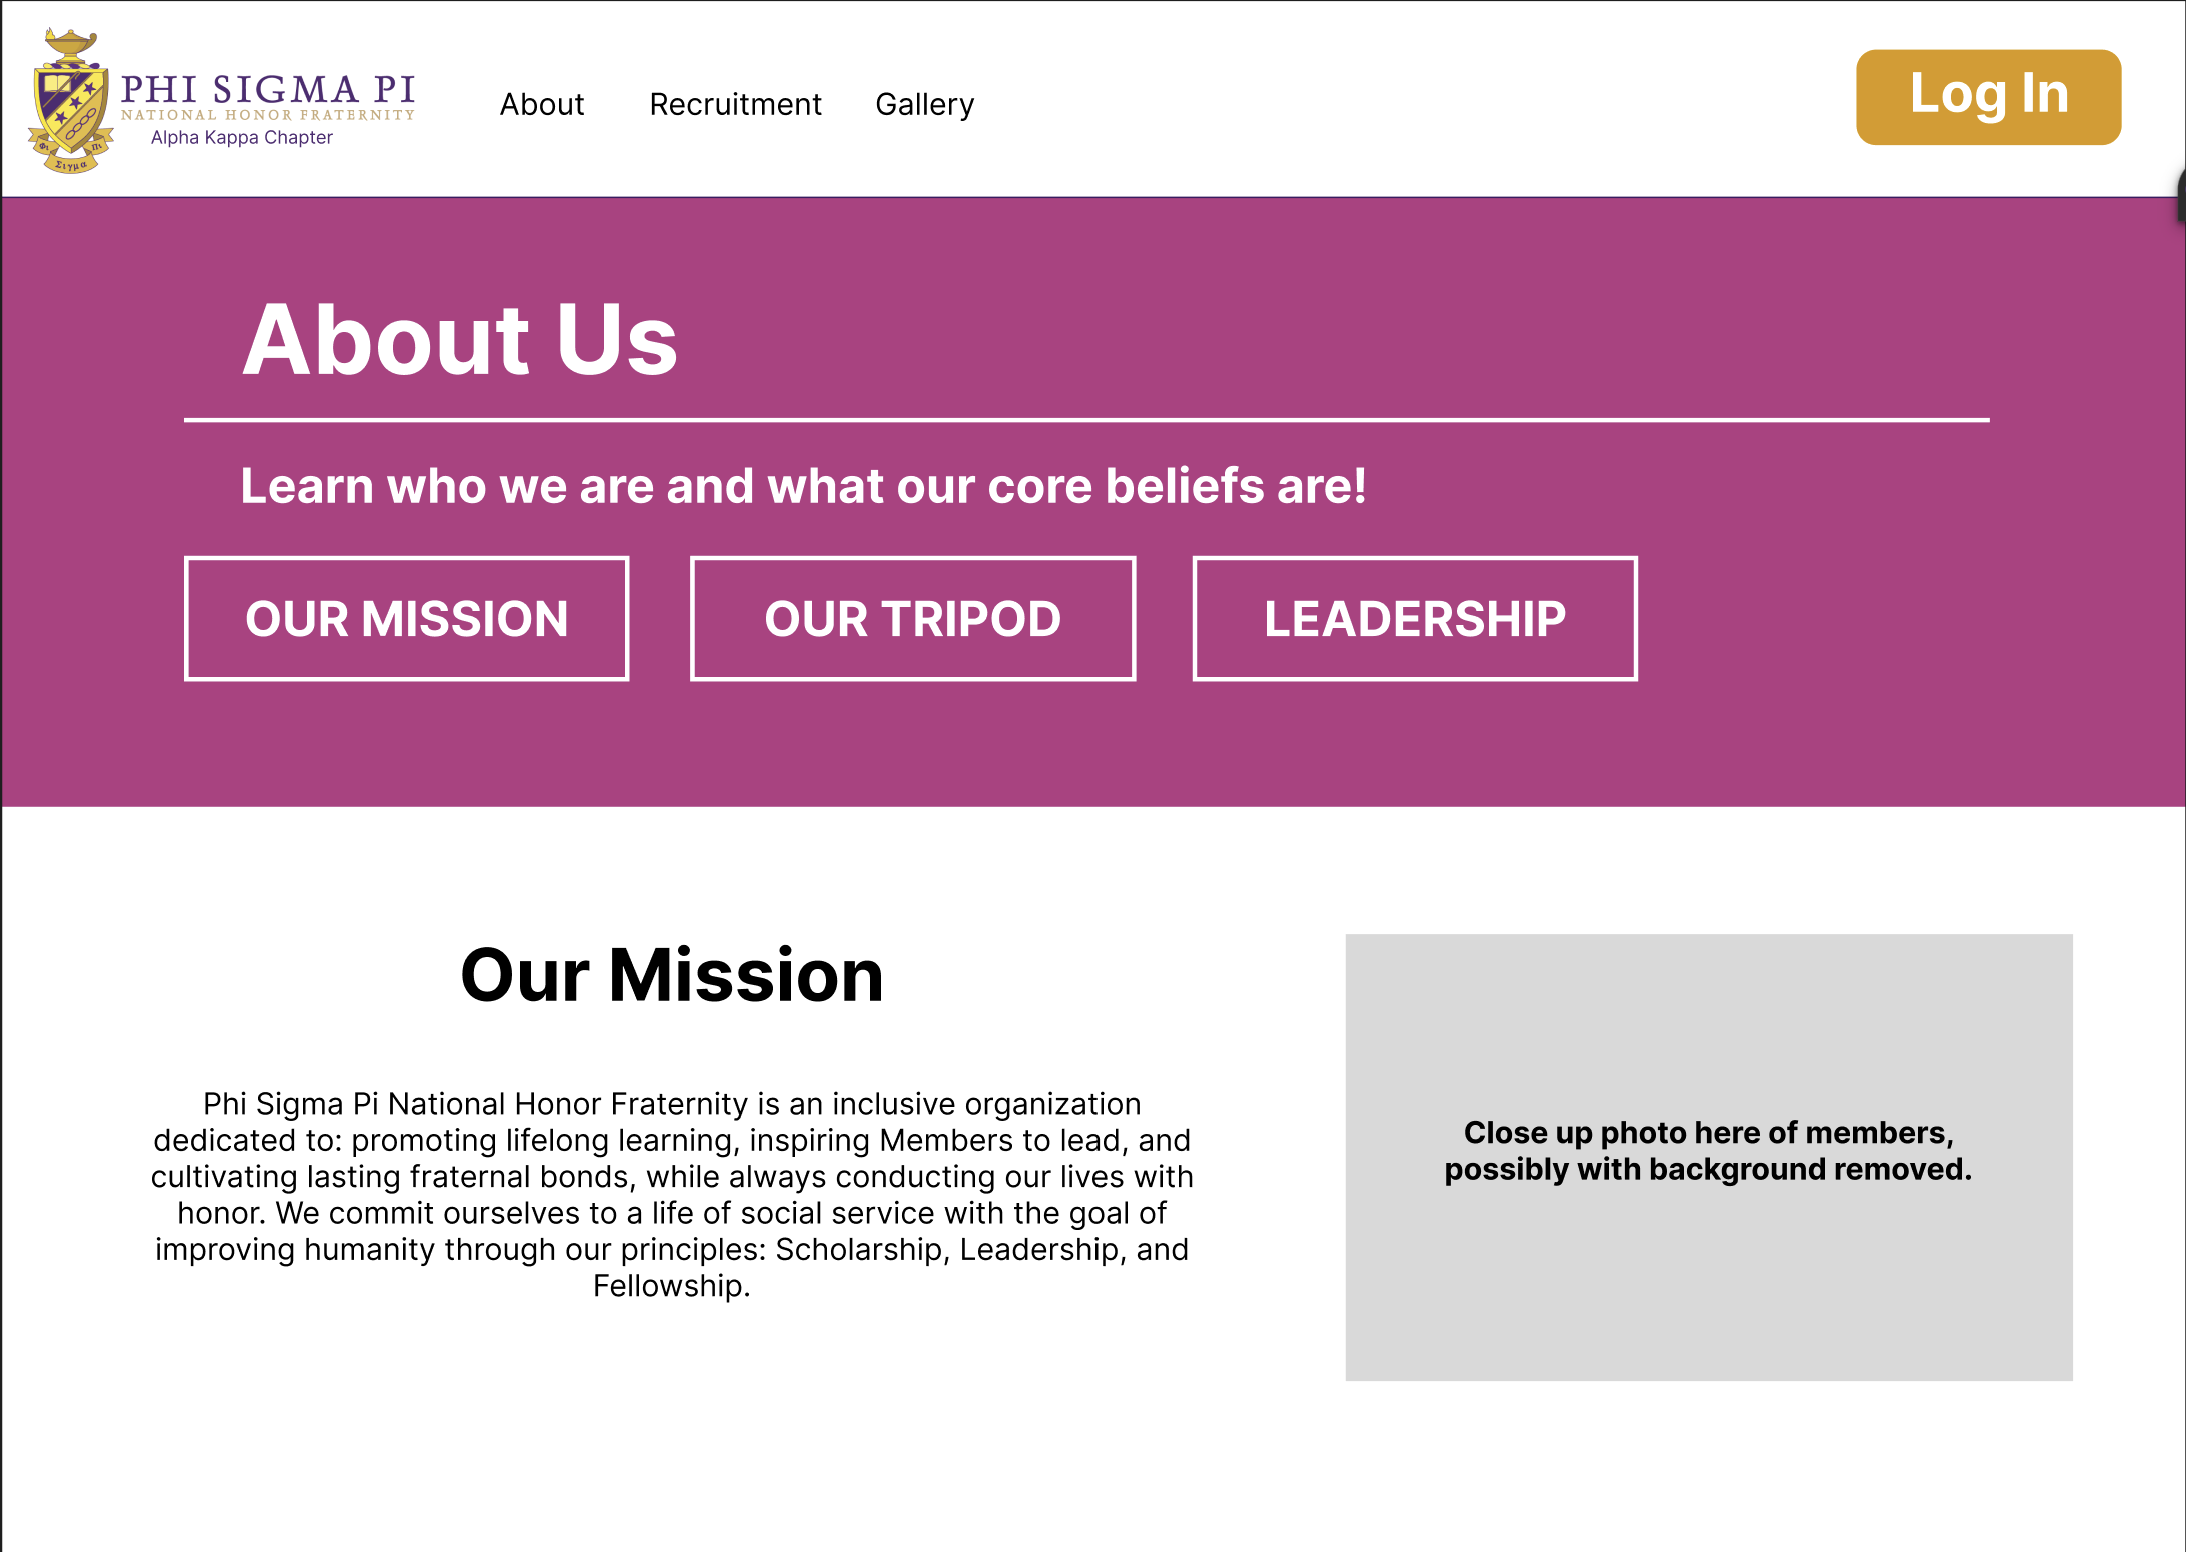 PHI SIGMA PI
NATIONAL HONOR FRATERNITY
Alpha Kappa Chapter
Φι Σιγμα Πι
About
Recruitment
Gallery
Log In
About Us
Learn who we are and what our core beliefs are!
OUR MISSION
OUR TRIPOD
LEADERSHIP
Our Mission
Phi Sigma Pi National Honor Fraternity is an inclusive organization
dedicated to: promoting lifelong learning, inspiring Members to lead, and
cultivating lasting fraternal bonds, while always conducting our lives with
honor. We commit ourselves to a life of social service with the goal of
improving humanity through our principles: Scholarship, Leadership, and
Fellowship.
Close up photo here of members,
possibly with background removed.